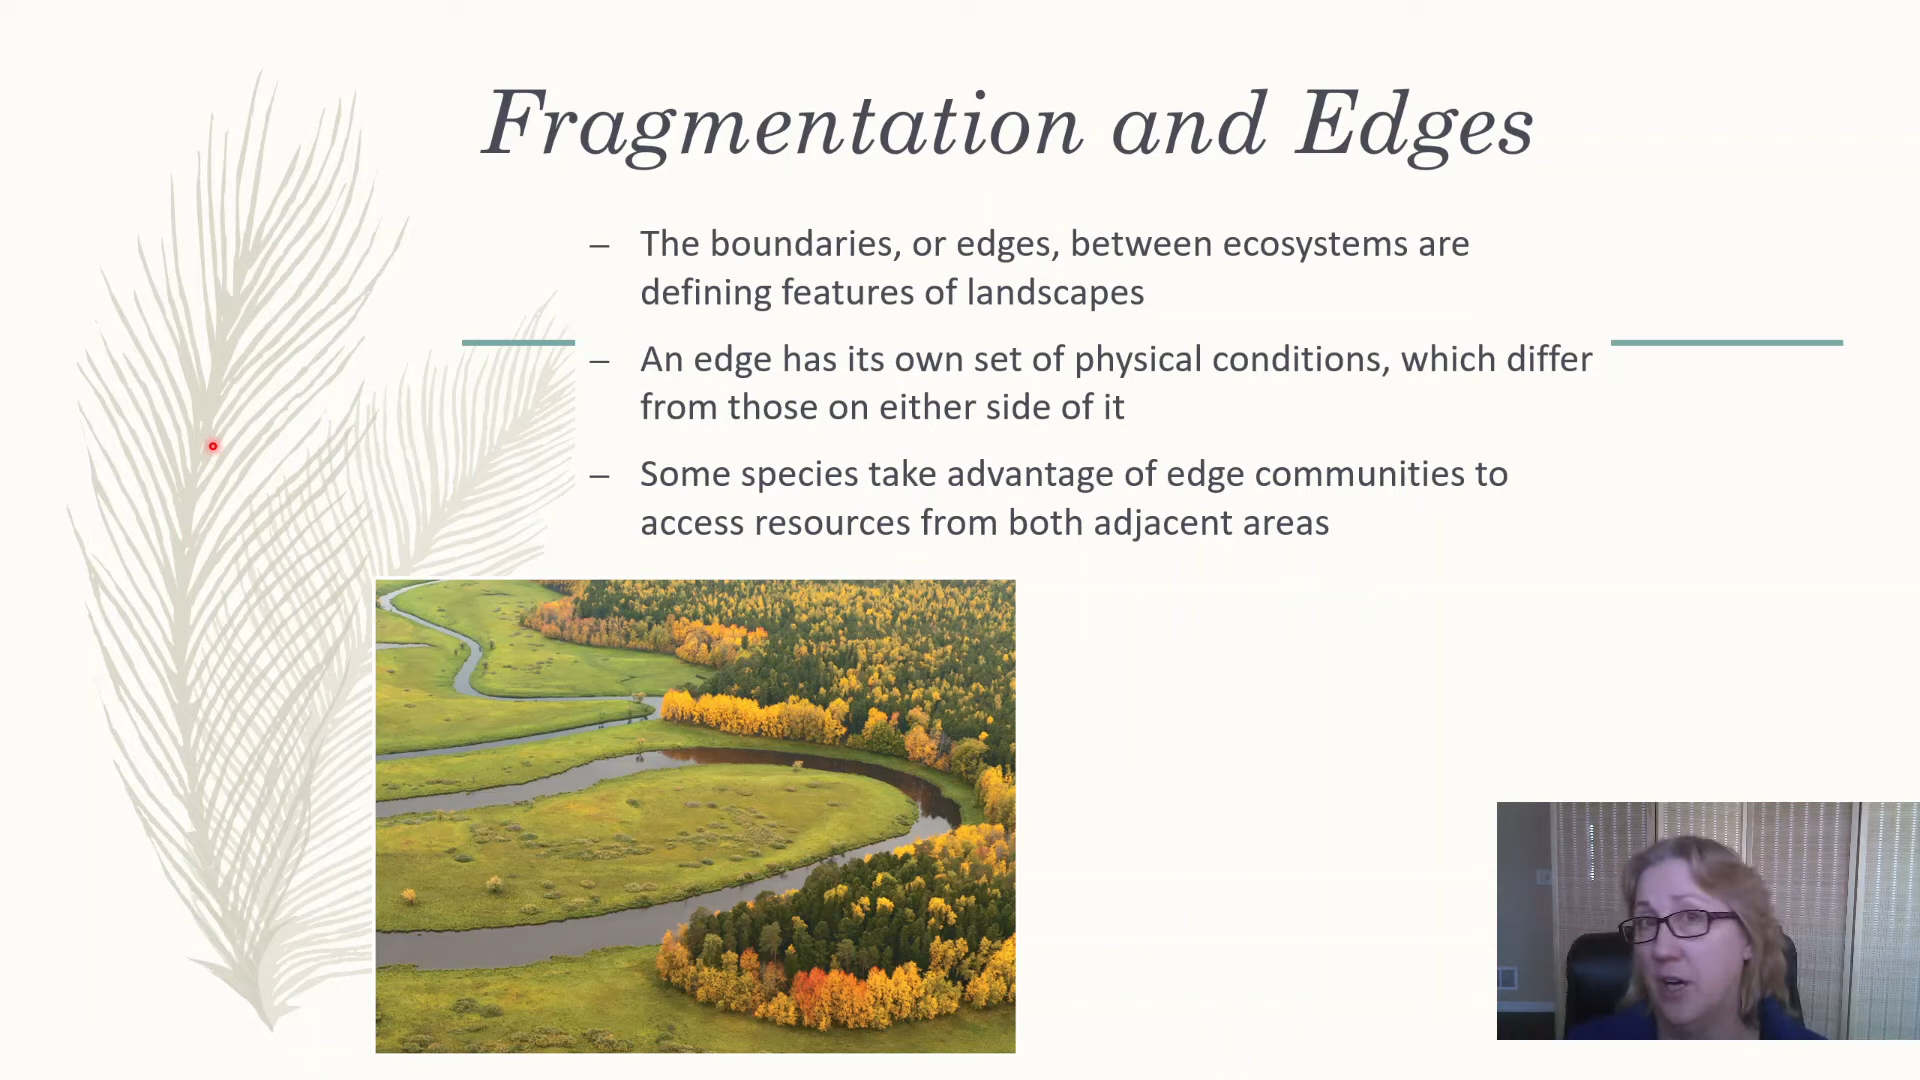 Fragmentation and Edges
– The boundaries, or edges, between ecosystems are
defining features of landscapes
– An edge has its own set of physical conditions, which differ
from those on either side of it
– Some species take advantage of edge communities to
access resources from both adjacent areas